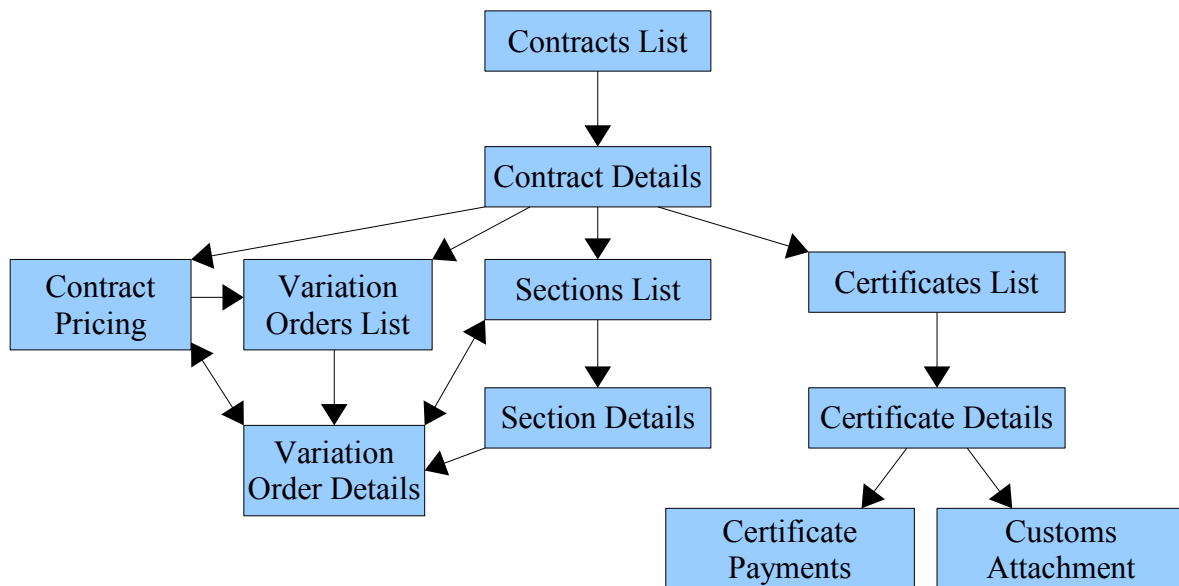 Contracts List
Contract Details
Contract
Pricing
Variation
Orders List
Sections List
Certificates List
Section Details
Certificate Details
Variation
Order Details
Certificate
Payments
Customs
Attachment